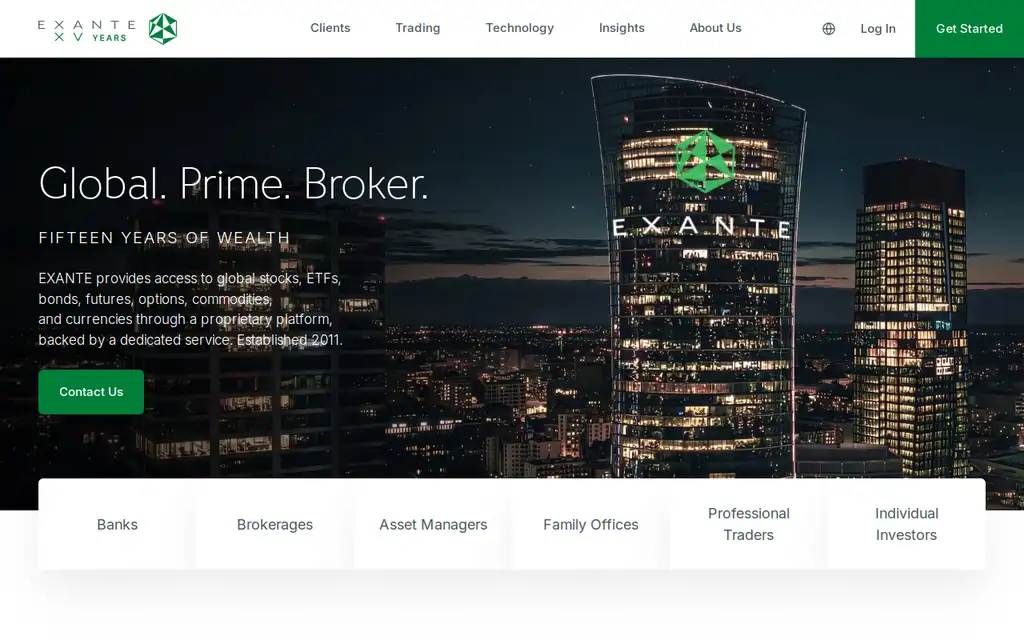 EXANTE
XV YEARS
Clients
Trading
Technology
Insights
About Us
Log In
Get Started
Global. Prime. Broker.
FIFTEEN YEARS OF WEALTH
EXANTE provides access to global stocks, ETFs,
bonds, futures, options, commodities,
and currencies through a proprietary platform,
backed by a dedicated service. Established 2011.
Contact Us
EXANTE
Banks
Brokerages
Asset Managers
Family Offices
Professional
Traders
Individual
Investors